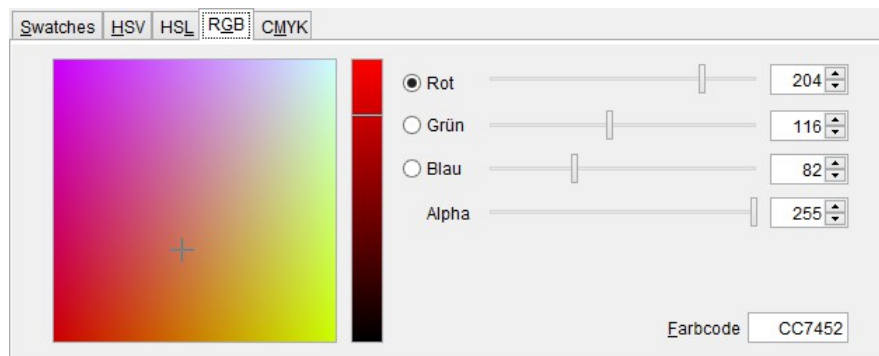 Swatches HSV HSL RGB CMYK
Rot 204
Grün 116
Blau 82
Alpha 255
Farbcode CC7452